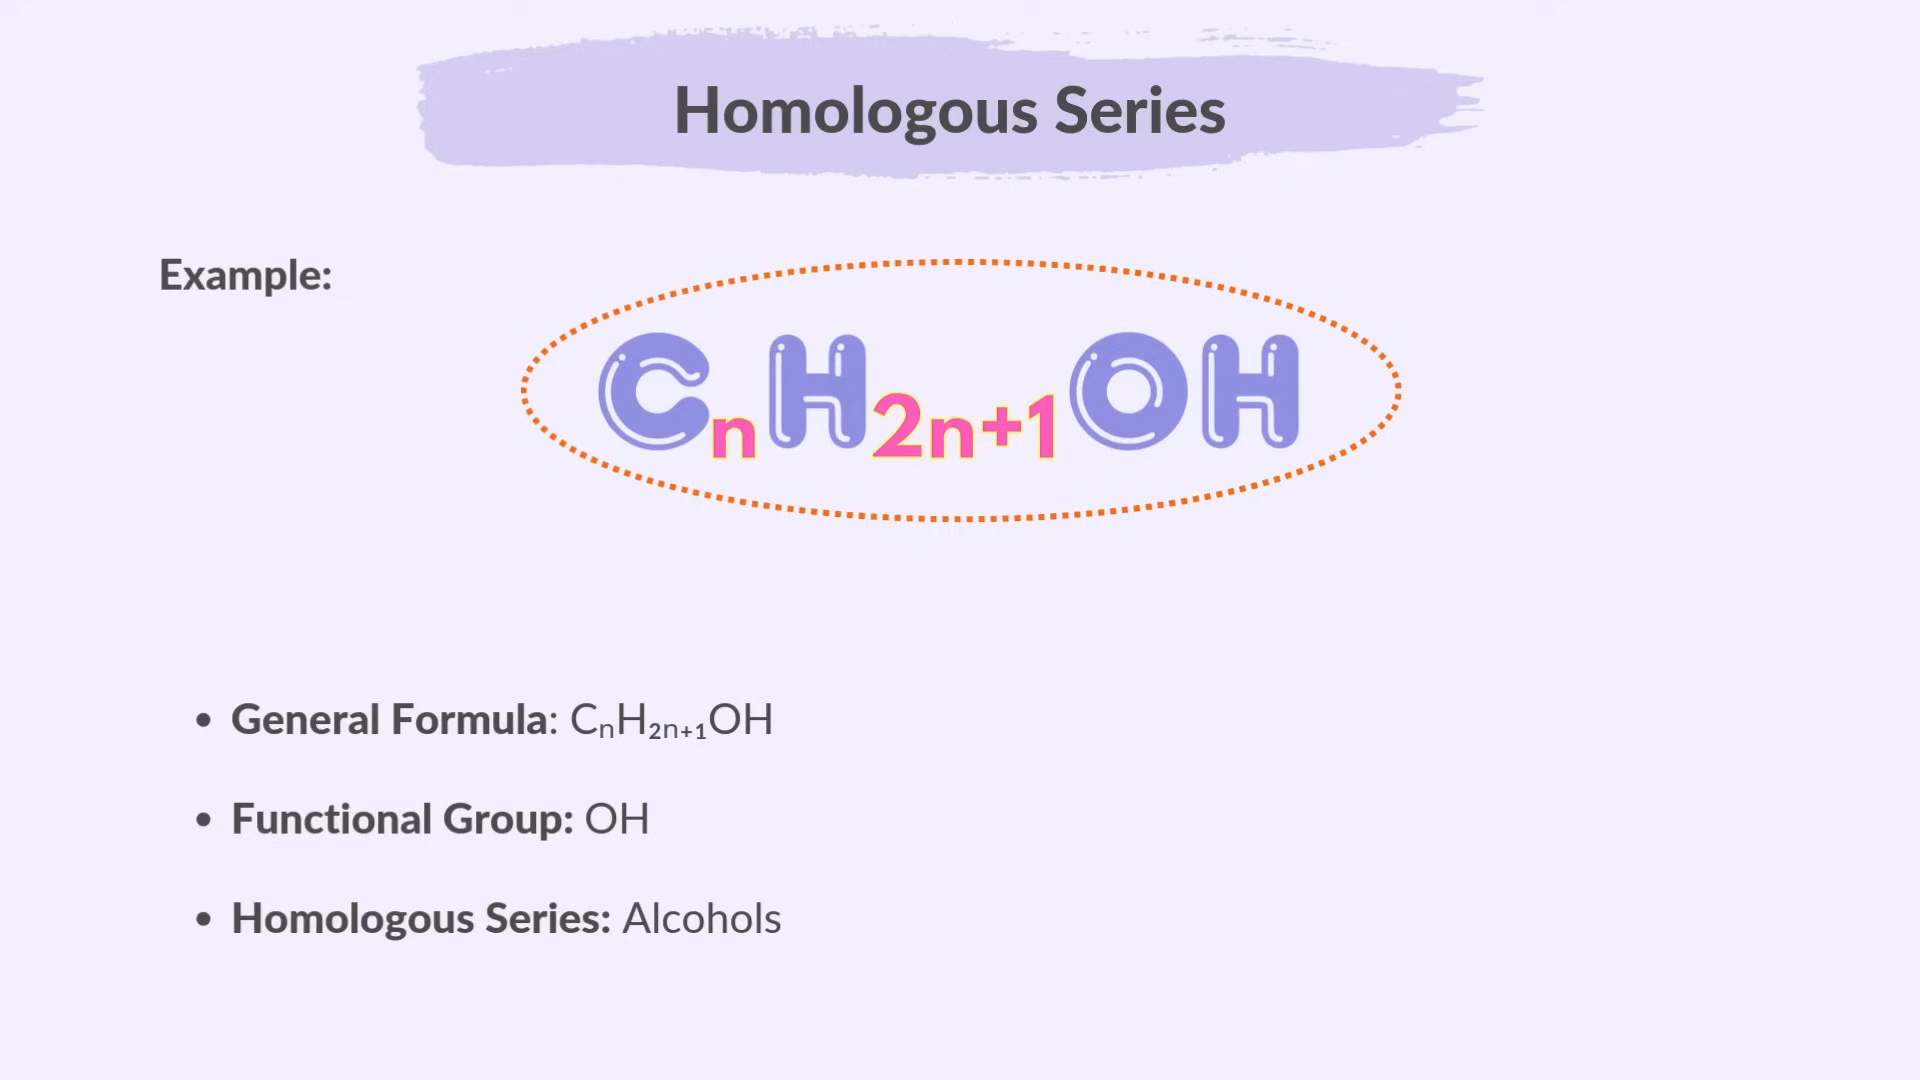 Homologous Series
Example:
CₙH₂ₙ₊₁OH
• General Formula: CₙH₂ₙ₊₁OH
• Functional Group: OH
• Homologous Series: Alcohols